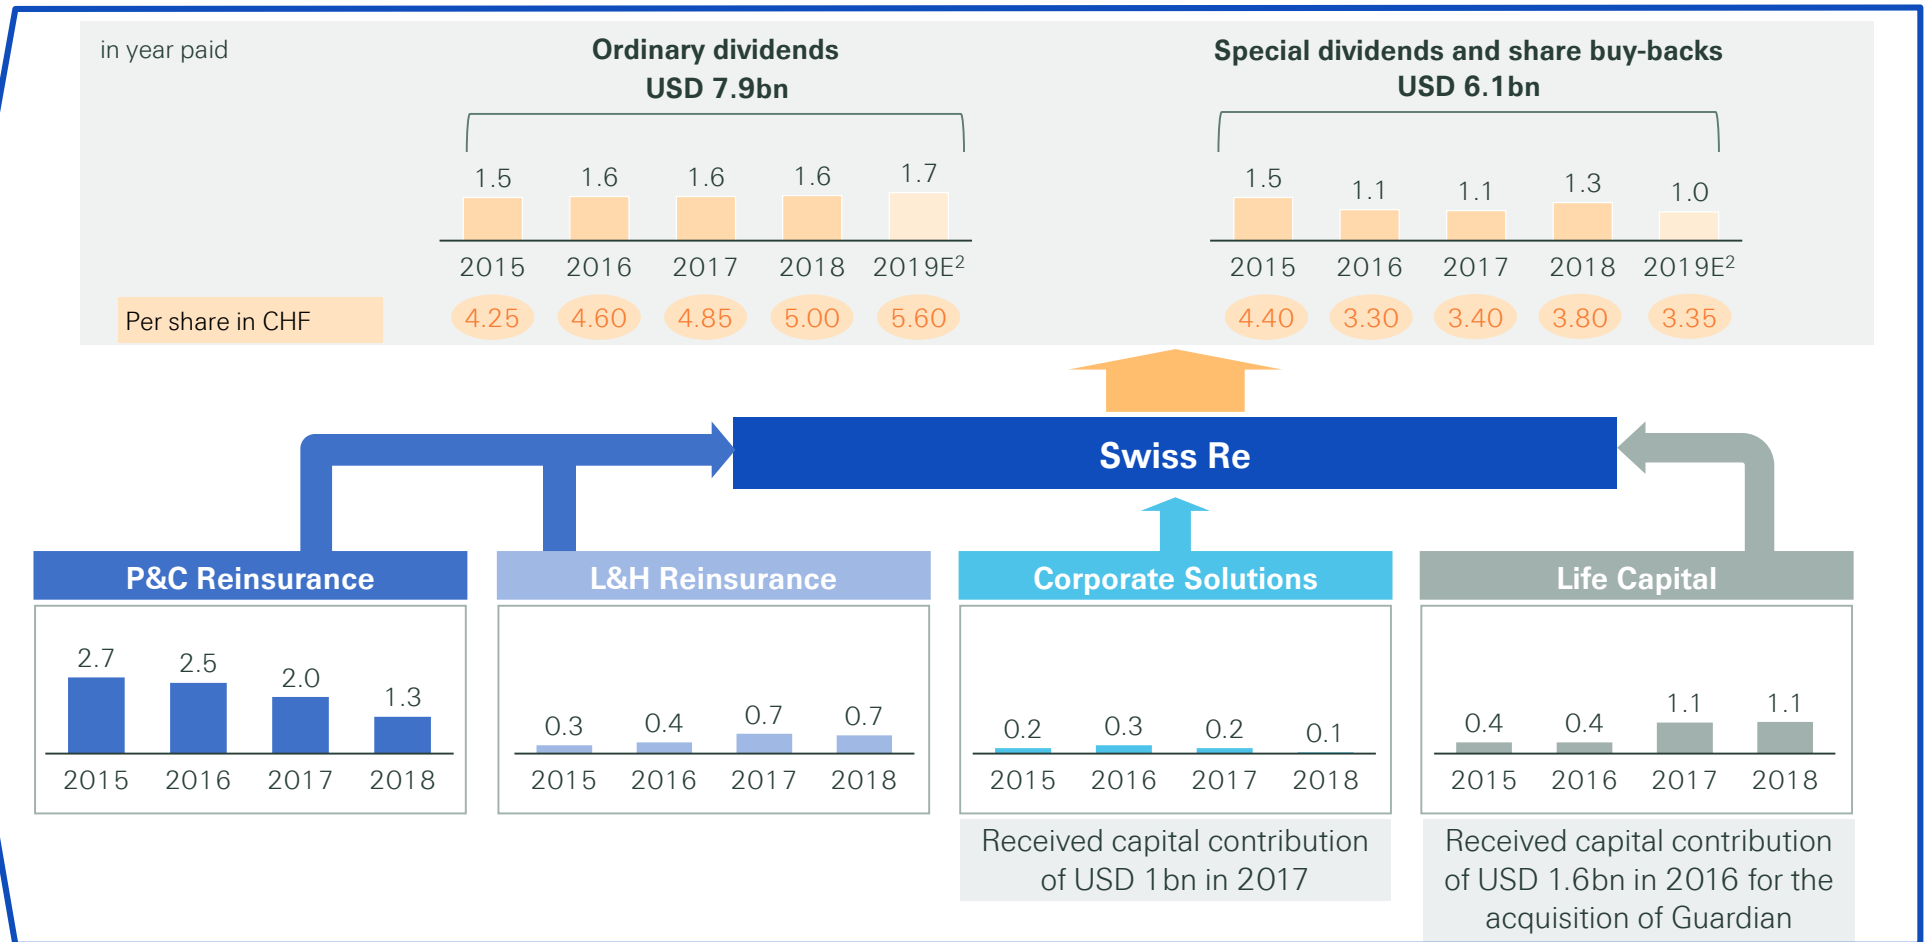 in year paid
Ordinary dividends
USD 7.9bn
1.5 1.6 1.6 1.6 1.7
2015 2016 2017 2018 2019E²
Special dividends and share buy-backs
USD 6.1bn
1.5 1.1 1.1 1.3 1.0
2015 2016 2017 2018 2019E²
Per share in CHF
4.25 4.60 4.85 5.00 5.60
4.40 3.30 3.40 3.80 3.35
Swiss Re
P&C Reinsurance
2.7 2.5 2.0 1.3
2015 2016 2017 2018
L&H Reinsurance
0.3 0.4 0.7 0.7
2015 2016 2017 2018
Corporate Solutions
0.2 0.3 0.2 0.1
2015 2016 2017 2018
Received capital contribution
of USD 1bn in 2017
Life Capital
0.4 0.4 1.1 1.1
2015 2016 2017 2018
Received capital contribution
of USD 1.6bn in 2016 for the
acquisition of Guardian